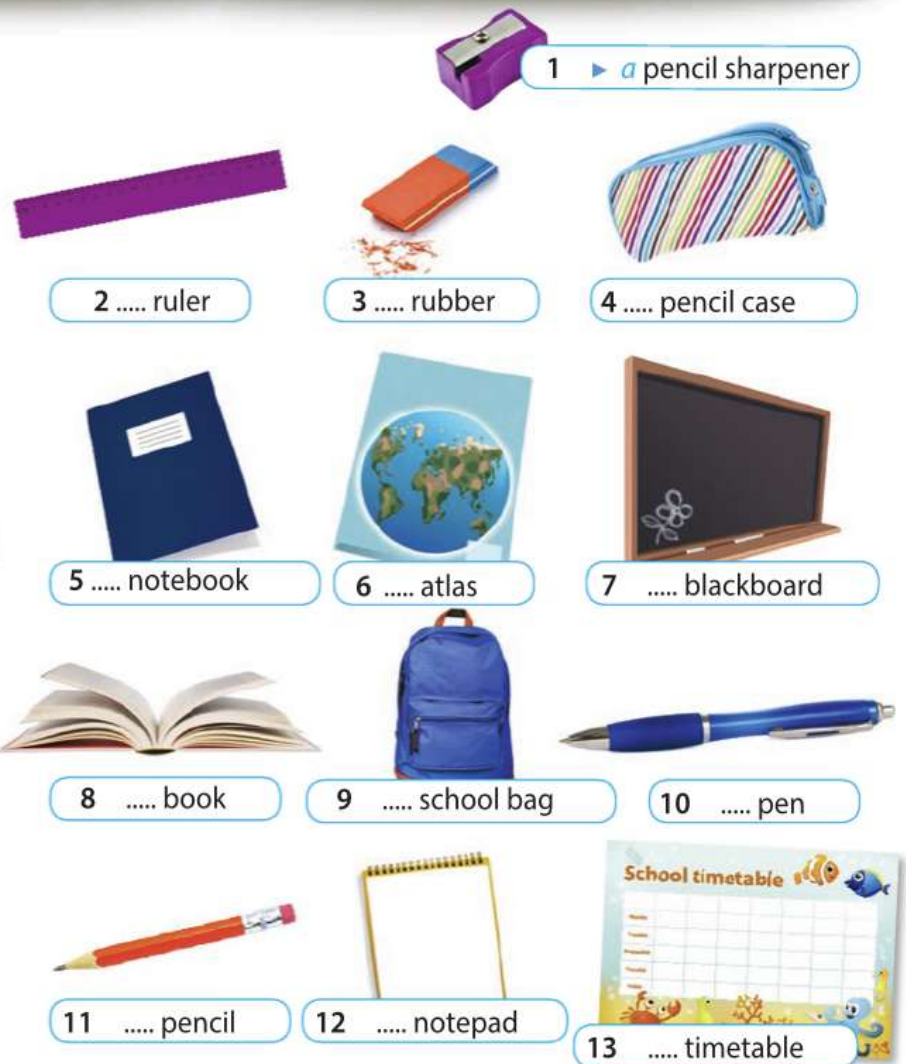 1 ► a pencil sharpener
2 ..... ruler
3 ..... rubber
4 ..... pencil case
5 ..... notebook
6 ..... atlas
7 ..... blackboard
8 ..... book
9 ..... school bag
10 ..... pen
11 ..... pencil
12 ..... notepad
School timetable
13 ..... timetable